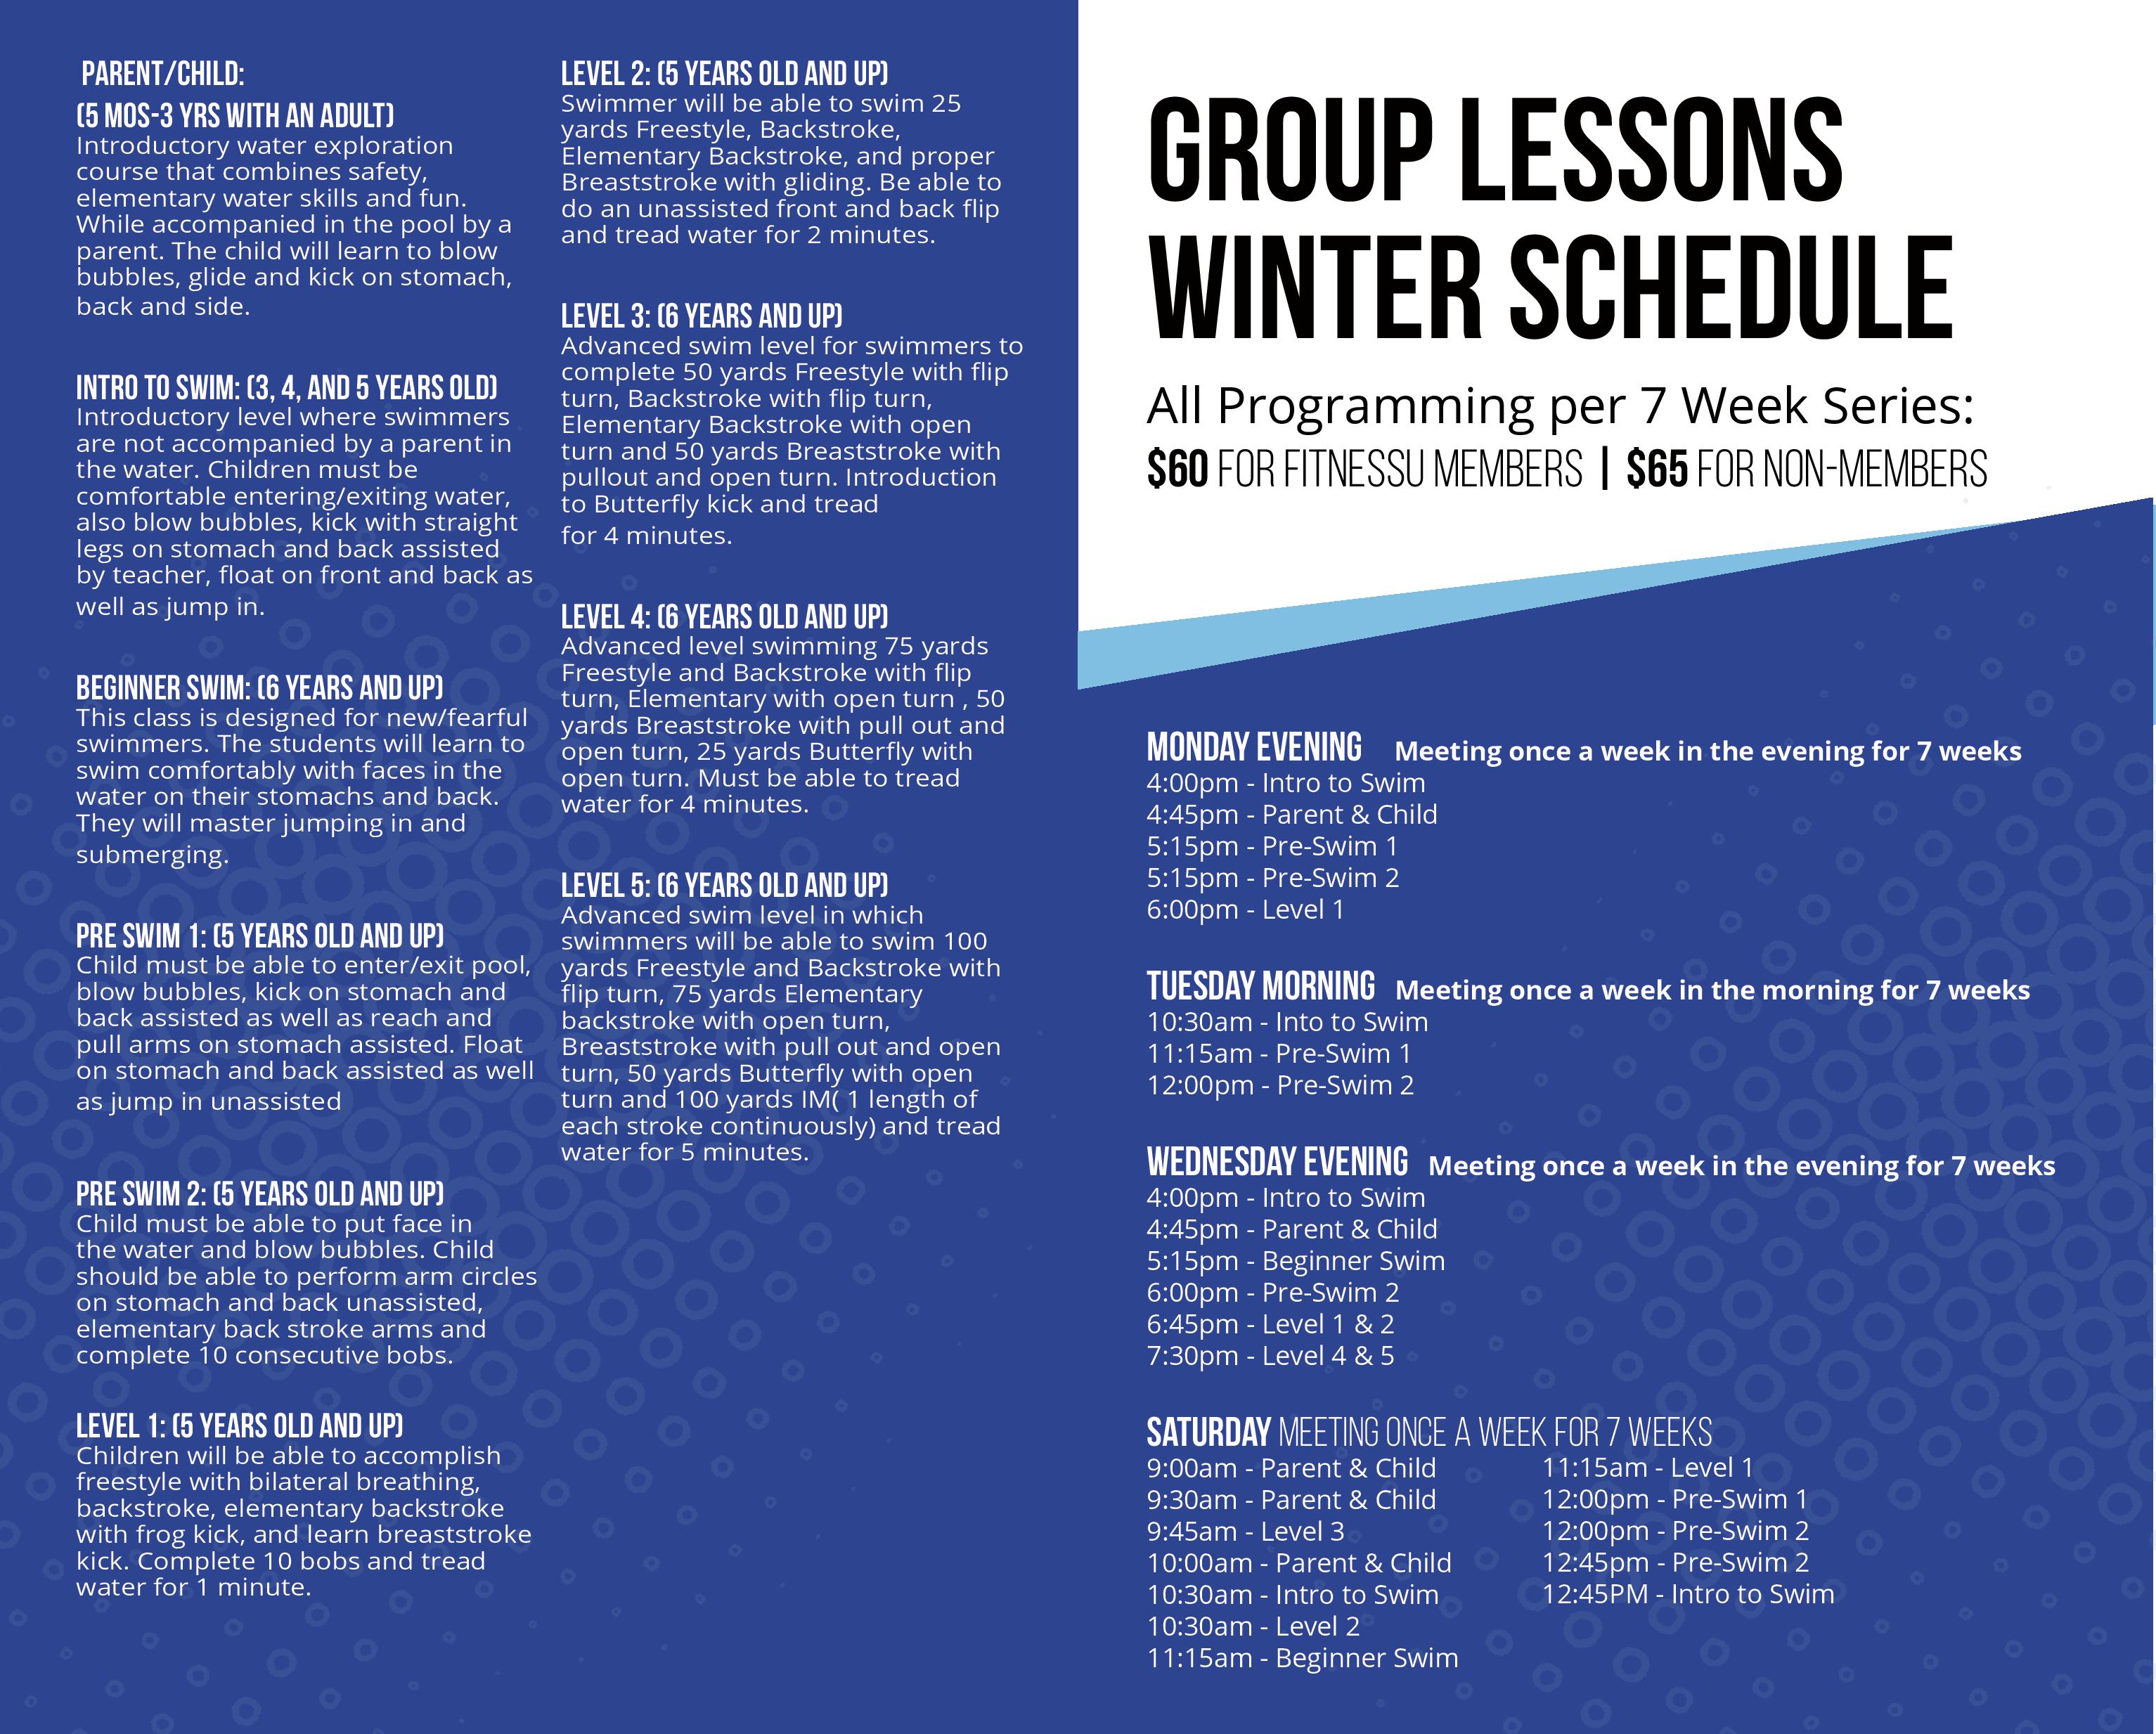 PARENT/CHILD:
(5 MOS-3 YRS WITH AN ADULT)
Introductory water exploration
course that combines safety,
elementary water skills and fun.
While accompanied in the pool by a
parent. The child will learn to blow
bubbles, glide and kick on stomach,
back and side.
INTRO TO SWIM: (3, 4, AND 5 YEARS OLD)
Introductory level where swimmers
are not accompanied by a parent in
the water. Children must be
comfortable entering/exiting water,
also blow bubbles, kick with straight
legs on stomach and back assisted
by teacher, float on front and back as
well as jump in.
BEGINNER SWIM: (6 YEARS AND UP)
This class is designed for new/fearful
swimmers. The students will learn to
swim comfortably with faces in the
water on their stomachs and back.
They will master jumping in and
submerging.
PRE SWIM 1: (5 YEARS OLD AND UP)
Child must be able to enter/exit pool,
blow bubbles, kick on stomach and
back assisted as well as reach and
pull arms on stomach assisted. Float
on stomach and back assisted as well
as jump in unassisted
PRE SWIM 2: (5 YEARS OLD AND UP)
Child must be able to put face in
the water and blow bubbles. Child
should be able to perform arm circles
on stomach and back unassisted,
elementary back stroke arms and
complete 10 consecutive bobs.
LEVEL 1: (5 YEARS OLD AND UP)
Children will be able to accomplish
freestyle with bilateral breathing,
backstroke, elementary backstroke
with frog kick, and learn breaststroke
kick. Complete 10 bobs and tread
water for 1 minute.
LEVEL 2: (5 YEARS OLD AND UP)
Swimmer will be able to swim 25
yards Freestyle, Backstroke,
Elementary Backstroke, and proper
Breaststroke with gliding. Be able to
do an unassisted front and back flip
and tread water for 2 minutes.
LEVEL 3: (6 YEARS AND UP)
Advanced swim level for swimmers to
complete 50 yards Freestyle with flip
turn, Backstroke with flip turn,
Elementary Backstroke with open
turn and 50 yards Breaststroke with
pullout and open turn. Introduction
to Butterfly kick and tread
for 4 minutes.
LEVEL 4: (6 YEARS OLD AND UP)
Advanced level swimming 75 yards
Freestyle and Backstroke with flip
turn, Elementary with open turn , 50
yards Breaststroke with pull out and
open turn, 25 yards Butterfly with
open turn. Must be able to tread
water for 4 minutes.
LEVEL 5: (6 YEARS OLD AND UP)
Advanced swim level in which
swimmers will be able to swim 100
yards Freestyle and Backstroke with
flip turn, 75 yards Elementary
backstroke with open turn,
Breaststroke with pull out and open
turn, 50 yards Butterfly with open
turn and 100 yards IM( 1 length of
each stroke continuously) and tread
water for 5 minutes.
GROUP LESSONS
WINTER SCHEDULE
All Programming per 7 Week Series:
$60 FOR FITNESSU MEMBERS | $65 FOR NON-MEMBERS
MONDAY EVENING Meeting once a week in the evening for 7 weeks
4:00pm - Intro to Swim
4:45pm - Parent & Child
5:15pm - Pre-Swim 1
5:15pm - Pre-Swim 2
6:00pm - Level 1
TUESDAY MORNING Meeting once a week in the morning for 7 weeks
10:30am - Into to Swim
11:15am - Pre-Swim 1
12:00pm - Pre-Swim 2
WEDNESDAY EVENING Meeting once a week in the evening for 7 weeks
4:00pm - Intro to Swim
4:45pm - Parent & Child
5:15pm - Beginner Swim
6:00pm - Pre-Swim 2
6:45pm - Level 1 & 2
7:30pm - Level 4 & 5
SATURDAY MEETING ONCE A WEEK FOR 7 WEEKS
9:00am - Parent & Child
9:30am - Parent & Child
9:45am - Level 3
10:00am - Parent & Child
10:30am - Intro to Swim
10:30am - Level 2
11:15am - Beginner Swim
11:15am - Level 1
12:00pm - Pre-Swim 1
12:00pm - Pre-Swim 2
12:45pm - Pre-Swim 2
12:45PM - Intro to Swim